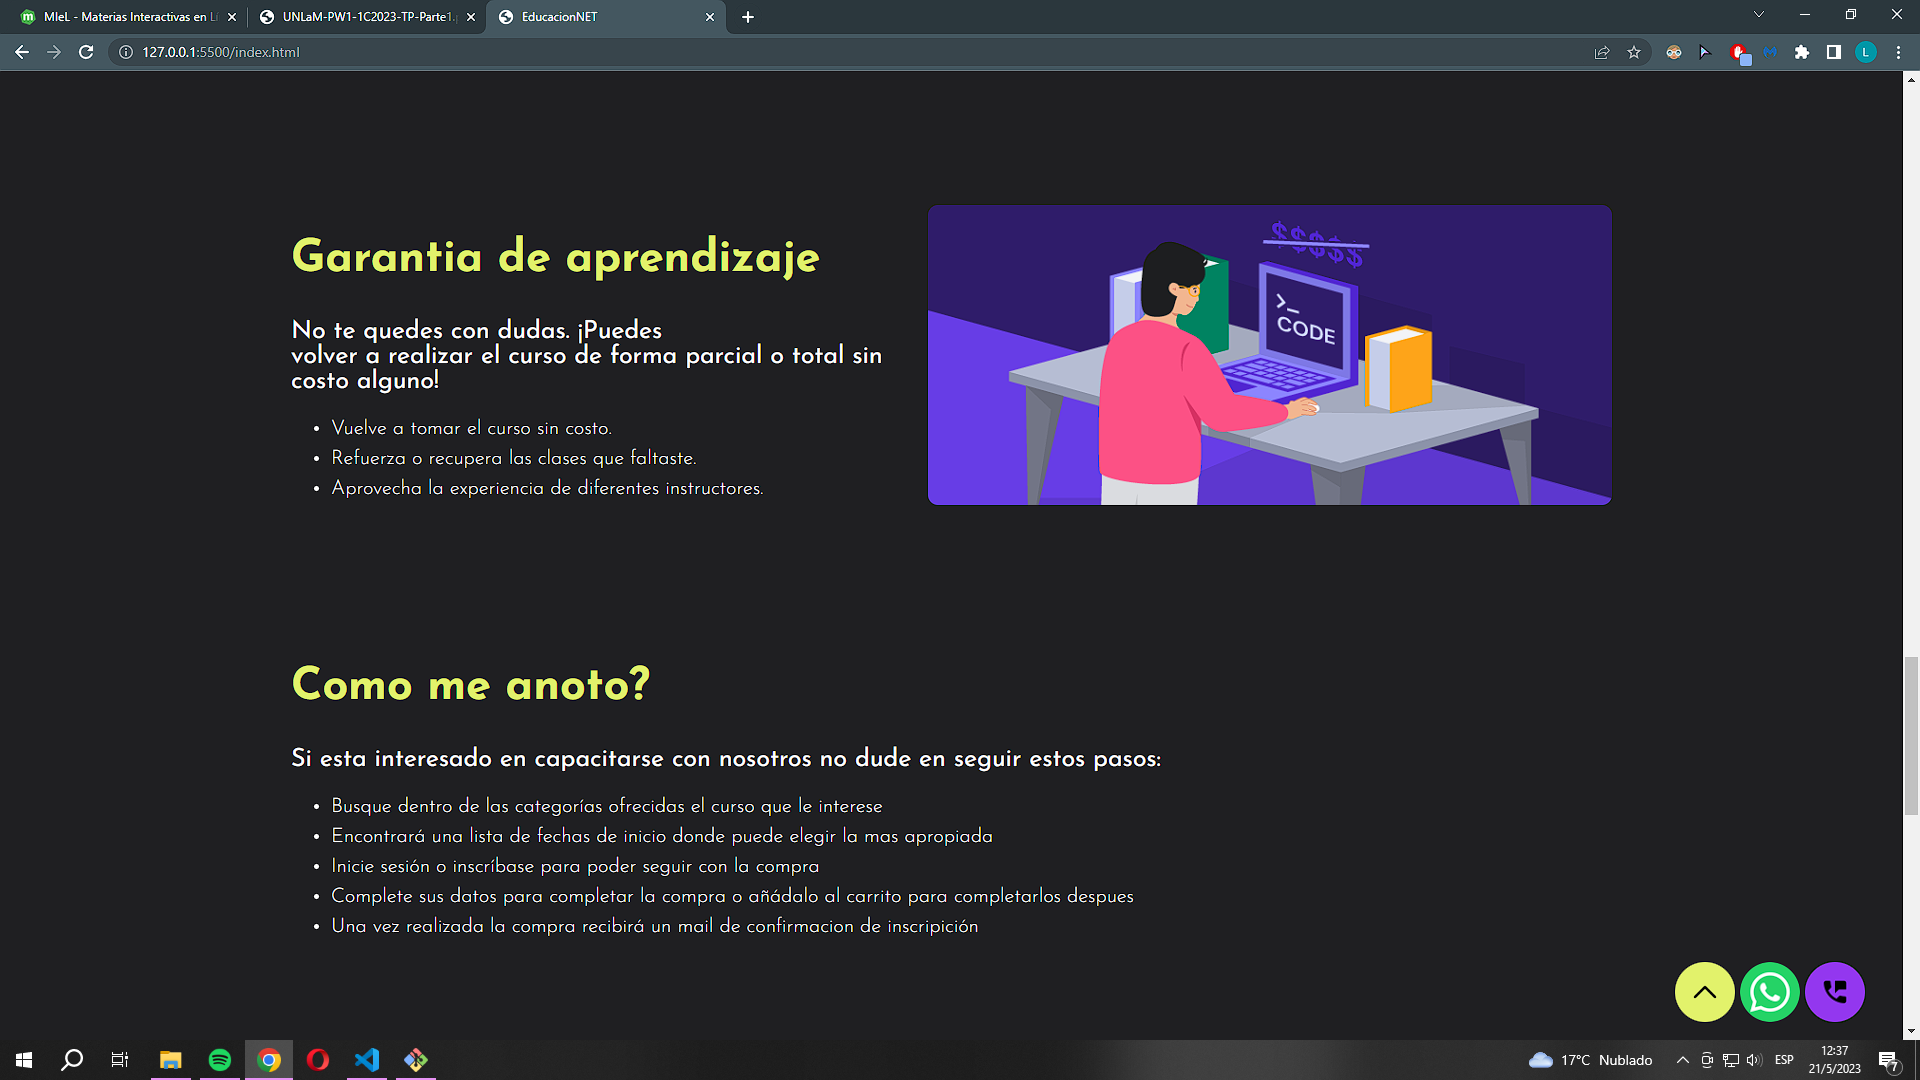 MIeL - Materias Interactivas en Lí
UNLaM-PW1-1C2023-TP-Parte1.
EducacionNET
127.0.0.1:5500/index.html
L
Garantia de aprendizaje
No te quedes con dudas. ¡Puedes
volver a realizar el curso de forma parcial o total sin
costo alguno!
• Vuelve a tomar el curso sin costo.
• Refuerza o recupera las clases que faltaste.
• Aprovecha la experiencia de diferentes instructores.
$$$$$
>_
CODE
Como me anoto?
Si esta interesado en capacitarse con nosotros no dude en seguir estos pasos:
• Busque dentro de las categorías ofrecidas el curso que le interese
• Encontrará una lista de fechas de inicio donde puede elegir la mas apropiada
• Inicie sesión o inscríbase para poder seguir con la compra
• Complete sus datos para completar la compra o añádalo al carrito para completarlos despues
• Una vez realizada la compra recibirá un mail de confirmacion de inscripición
17°C Nublado
ESP
12:37
21/5/2023
7